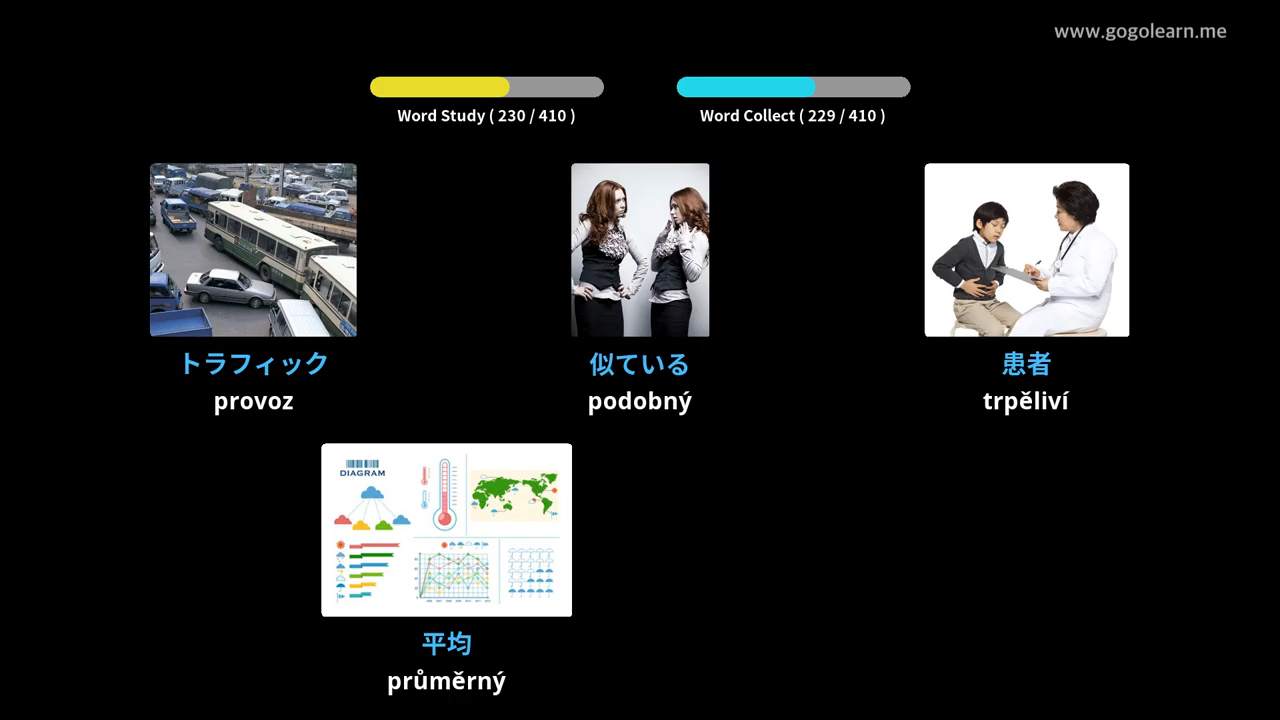 www.gogolearn.me
Word Study ( 230 / 410 )
Word Collect ( 229 / 410 )
トラフィック
似ている
患者
provoz
podobný
trpěliví
DIAGRAM
平均
průměrný